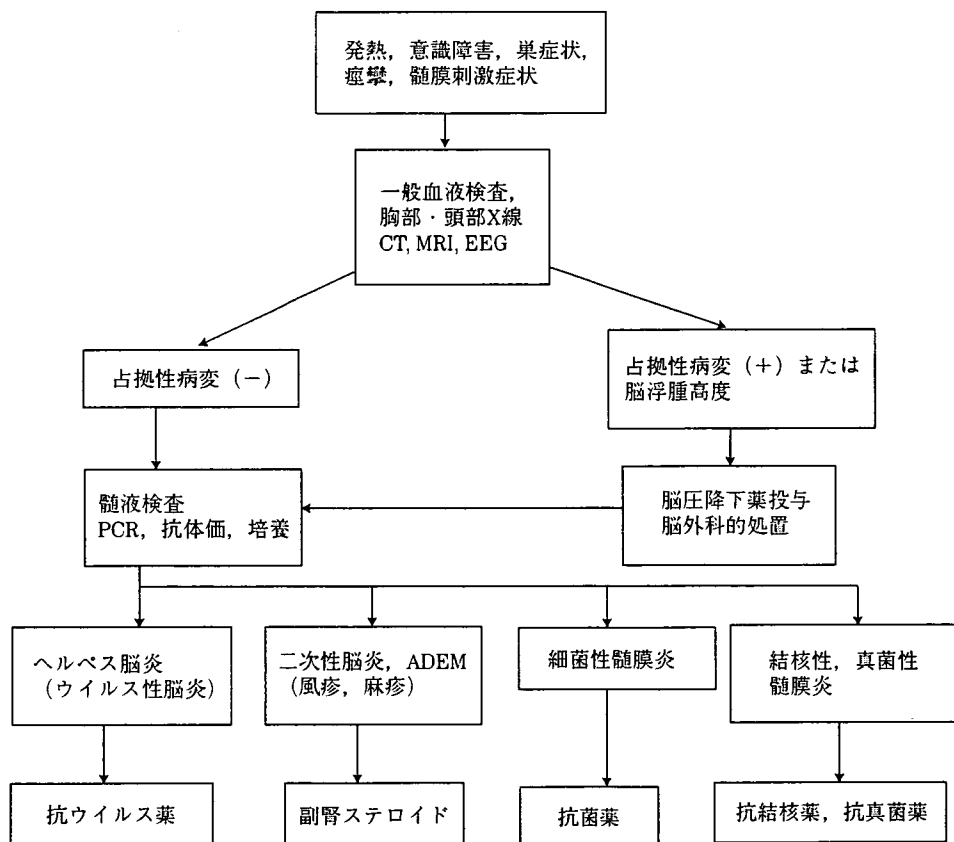 発熱，意識障害，巣症状，
痙攣，髄膜刺激症状
一般血液検査，
胸部・頭部X線
CT, MRI, EEG
占拠性病変（－）
占拠性病変（＋）または
脳浮腫高度
髄液検査
PCR，抗体価，培養
脳圧降下薬投与
脳外科的処置
ヘルペス脳炎
（ウイルス性脳炎）
二次性脳炎，ADEM
（風疹，麻疹）
細菌性髄膜炎
結核性，真菌性
髄膜炎
抗ウイルス薬
副腎ステロイド
抗菌薬
抗結核薬，抗真菌薬